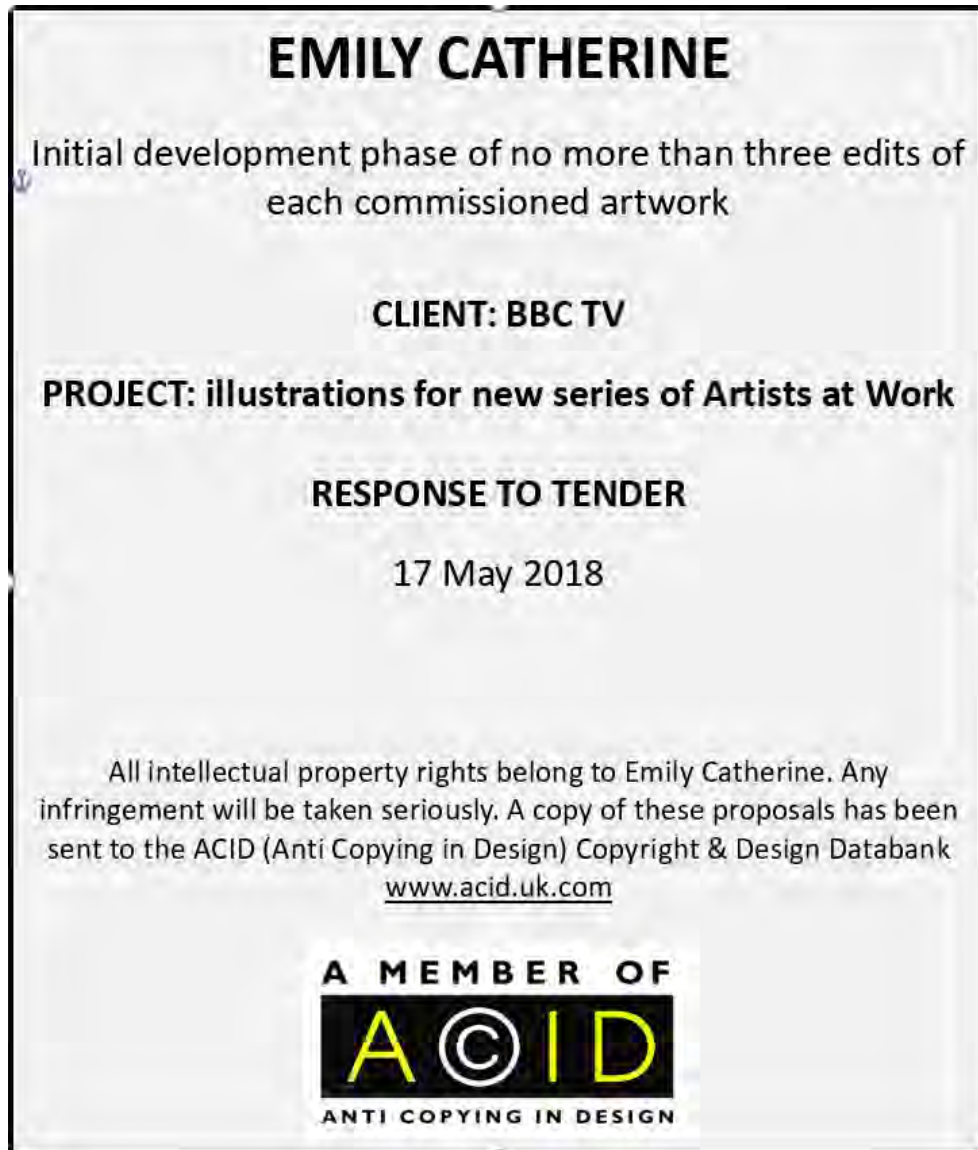 EMILY CATHERINE
Initial development phase of no more than three edits of
each commissioned artwork
CLIENT: BBC TV
PROJECT: illustrations for new series of Artists at Work
RESPONSE TO TENDER
17 May 2018
All intellectual property rights belong to Emily Catherine. Any
infringement will be taken seriously. A copy of these proposals has been
sent to the ACID (Anti Copying in Design) Copyright & Design Databank
www.acid.uk.com
A MEMBER OF
A©ID
ANTI COPYING IN DESIGN